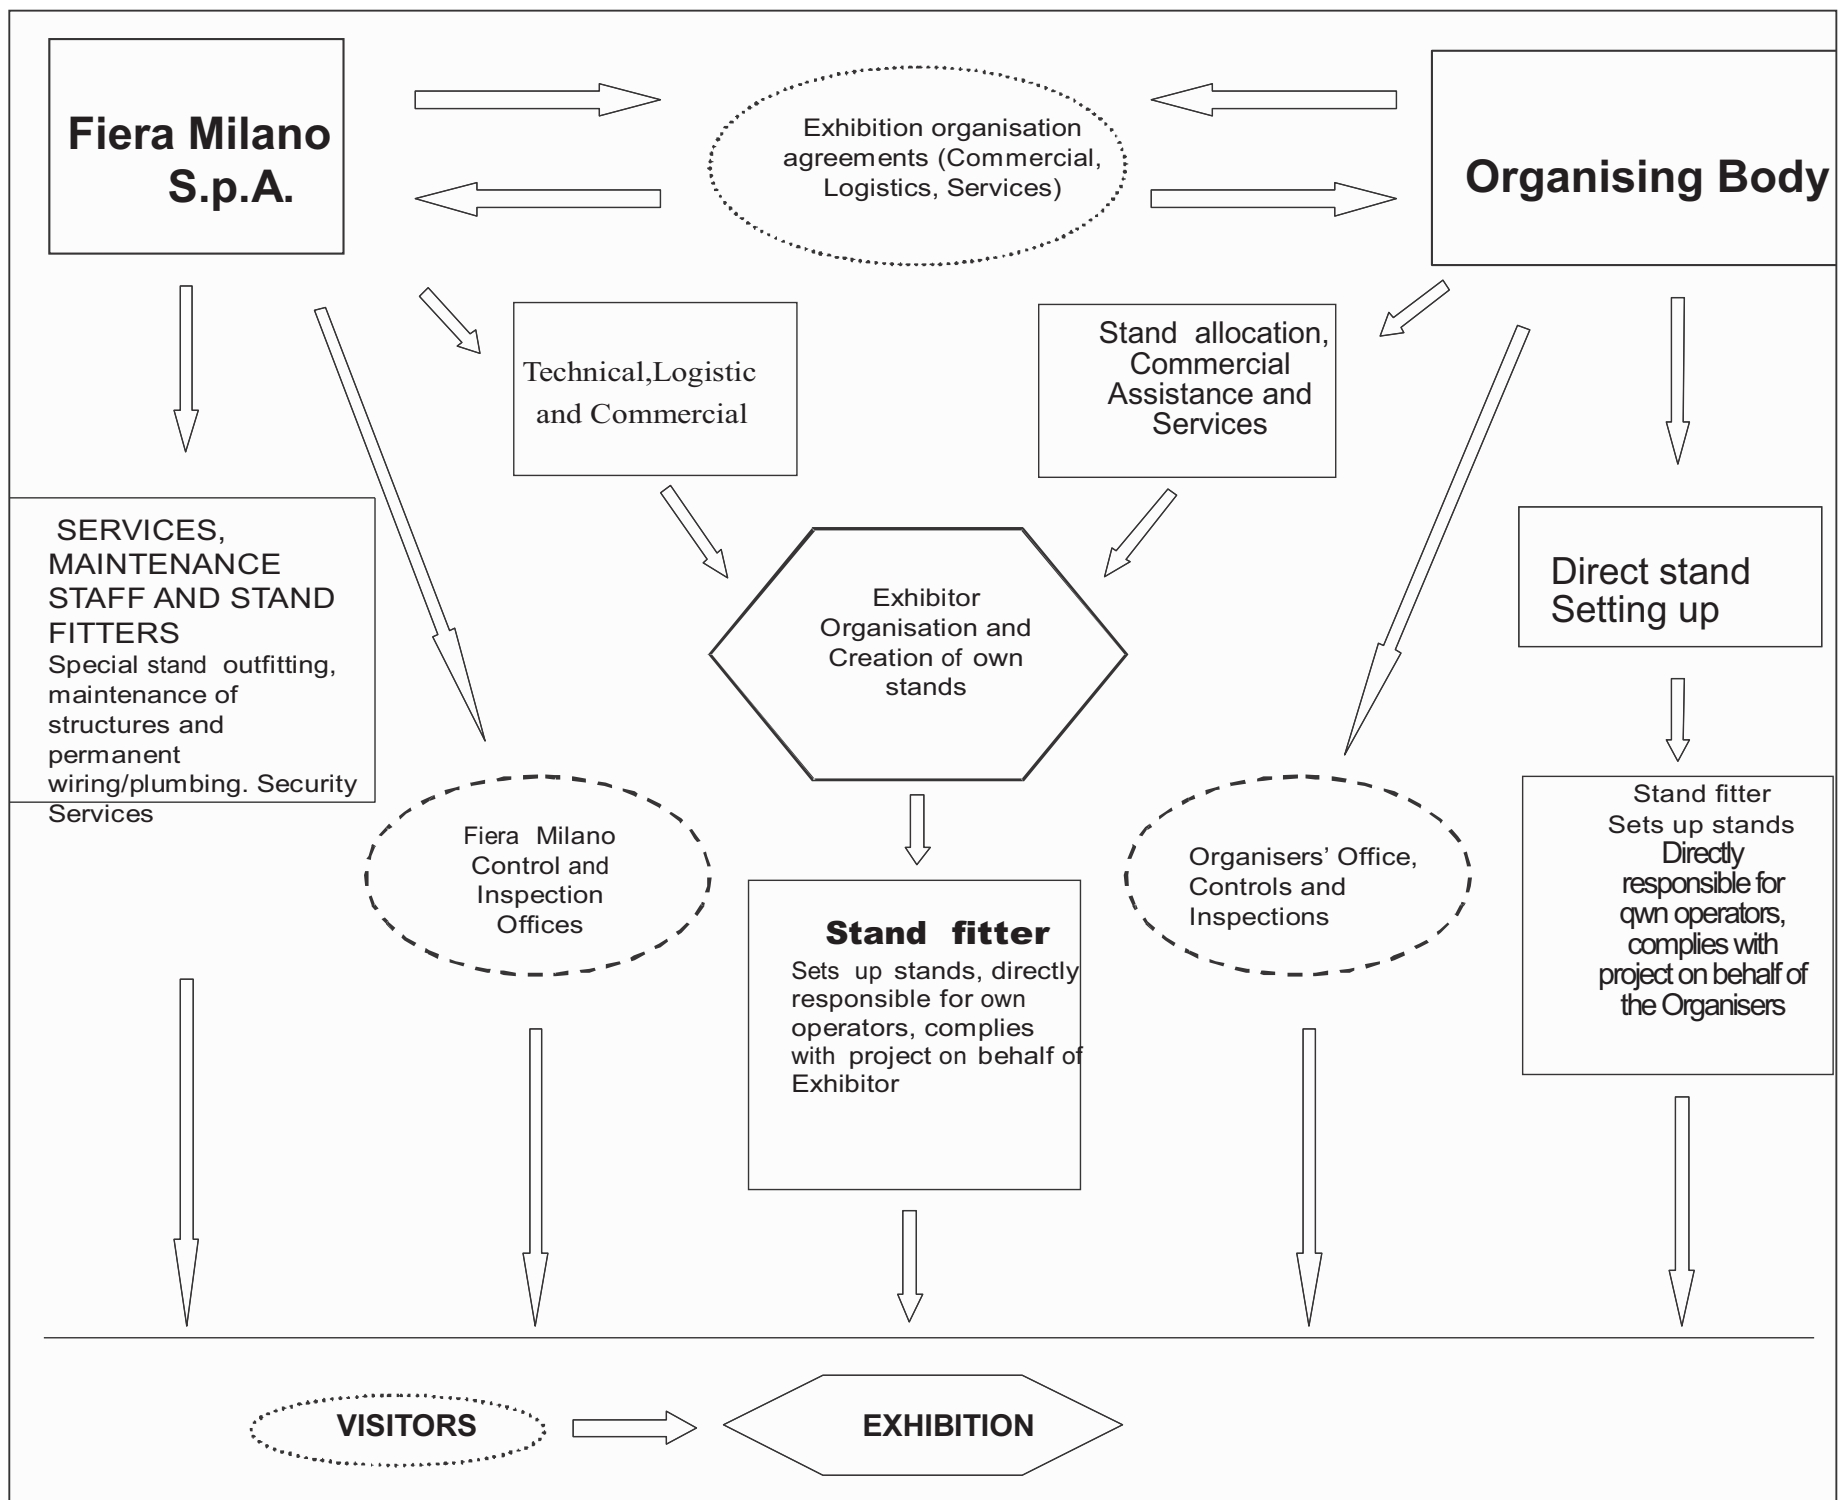 Fiera Milano
S.p.A.
Exhibition organisation
agreements (Commercial,
Logistics, Services)
Organising Body
Technical,Logistic
and Commercial
Stand allocation,
Commercial
Assistance and
Services
SERVICES,
MAINTENANCE
STAFF AND STAND
FITTERS
Special stand outfitting,
maintenance of
structures and
permanent
wiring/plumbing. Security
Services
Exhibitor
Organisation and
Creation of own
stands
Direct stand
Setting up
Fiera Milano
Control and
Inspection
Offices
Stand fitter
Sets up stands, directly
responsible for own
operators, complies
with project on behalf of
Exhibitor
Organisers’ Office,
Controls and
Inspections
Stand fitter
Sets up stands
Directly
responsible for
qwn operators,
complies with
project on behalf of
the Organisers
VISITORS
EXHIBITION